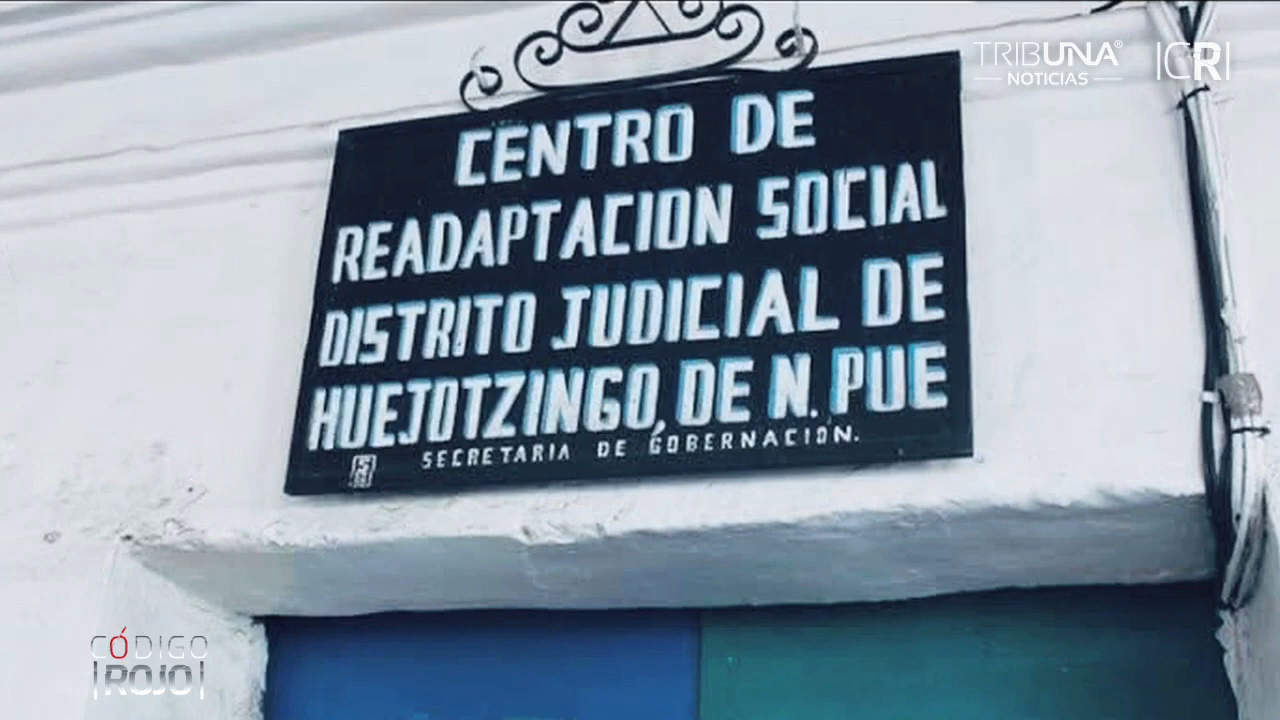 TRIBUNA® |CR|
NOTICIAS
CENTRO DE
READAPTACION SOCIAL
DISTRITO JUDICIAL DE
HUEJOTZINGO, DE N. PUE
SECRETARIA DE GOBERNACION.
CÓDIGO
|ROJO|